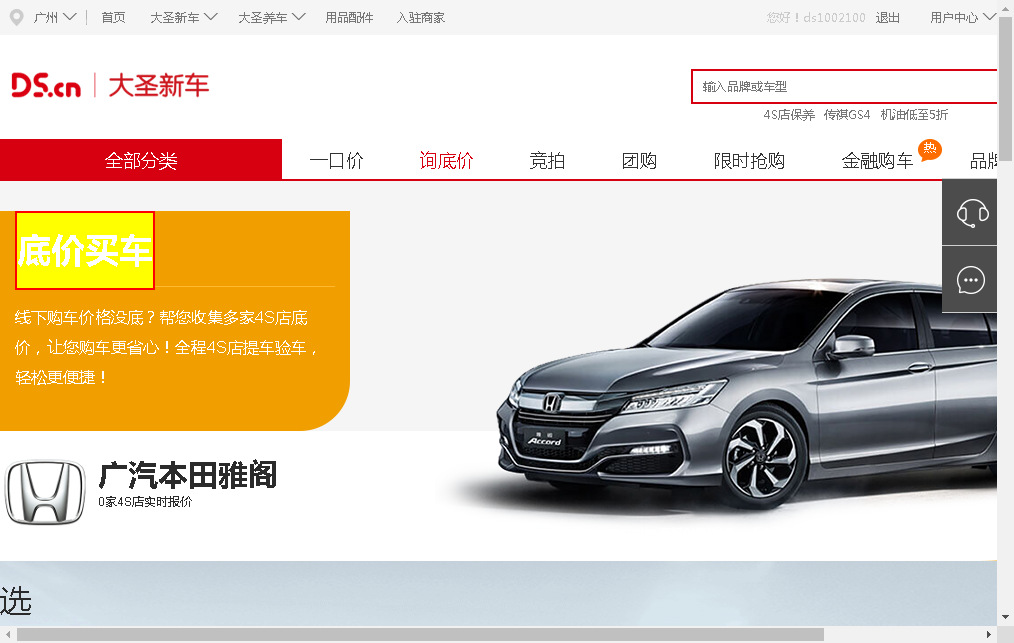 广州 首页 大圣新车 大圣养车 用品配件 入驻商家 您好！ds1002100 退出 用户中心
DS.cn 大圣新车
输入品牌或车型
4S店保养 传祺GS4 机油低至5折
全部分类 一口价 询底价 竞拍 团购 限时抢购 金融购车 热 品牌
底价买车
线下购车价格没底？帮您收集多家4S店底
价，让您购车更省心！全程4S店提车验车，
轻松更便捷！
Accord
广汽本田雅阁
0家4S店实时报价
选